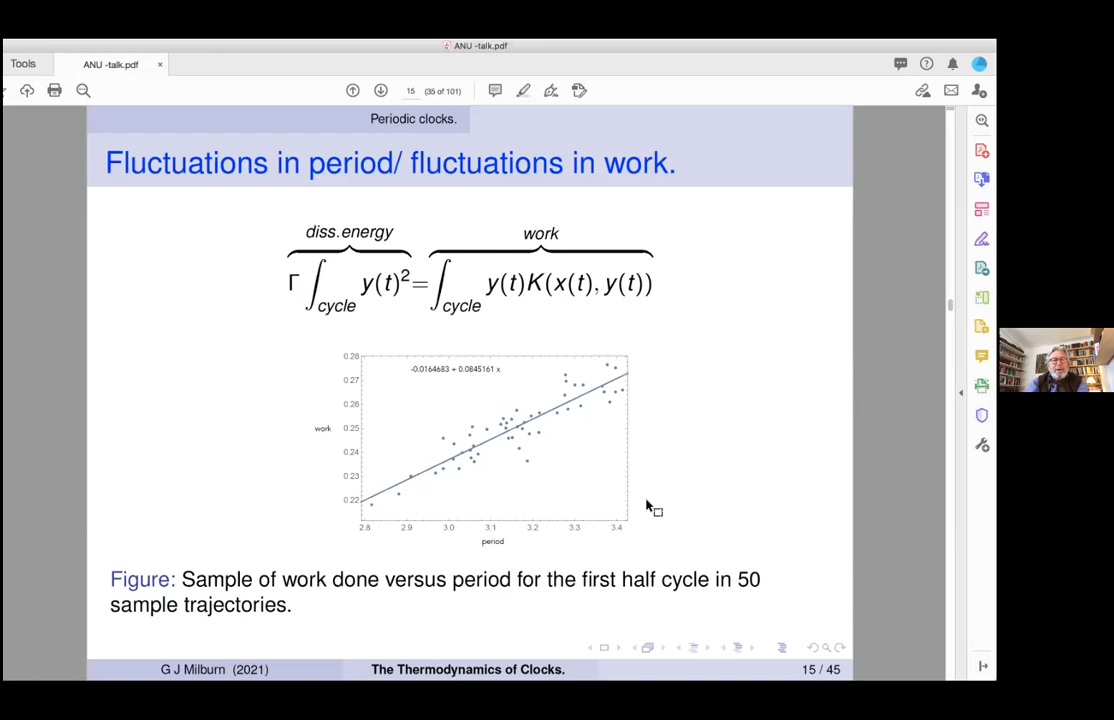 ANU -talk.pdf
Tools
ANU -talk.pdf ×
15 (35 of 101)
Periodic clocks.
Fluctuations in period/ fluctuations in work.
diss.energy work
Γ ∫cycle y(t)² = ∫cycle y(t)K(x(t), y(t))
-0.0164683 + 0.0845161 x
0.28
0.27
0.26
0.25
0.24
0.23
0.22
work
2.8 2.9 3.0 3.1 3.2 3.3 3.4
period
Figure: Sample of work done versus period for the first half cycle in 50
sample trajectories.
G J Milburn (2021) The Thermodynamics of Clocks. 15 / 45